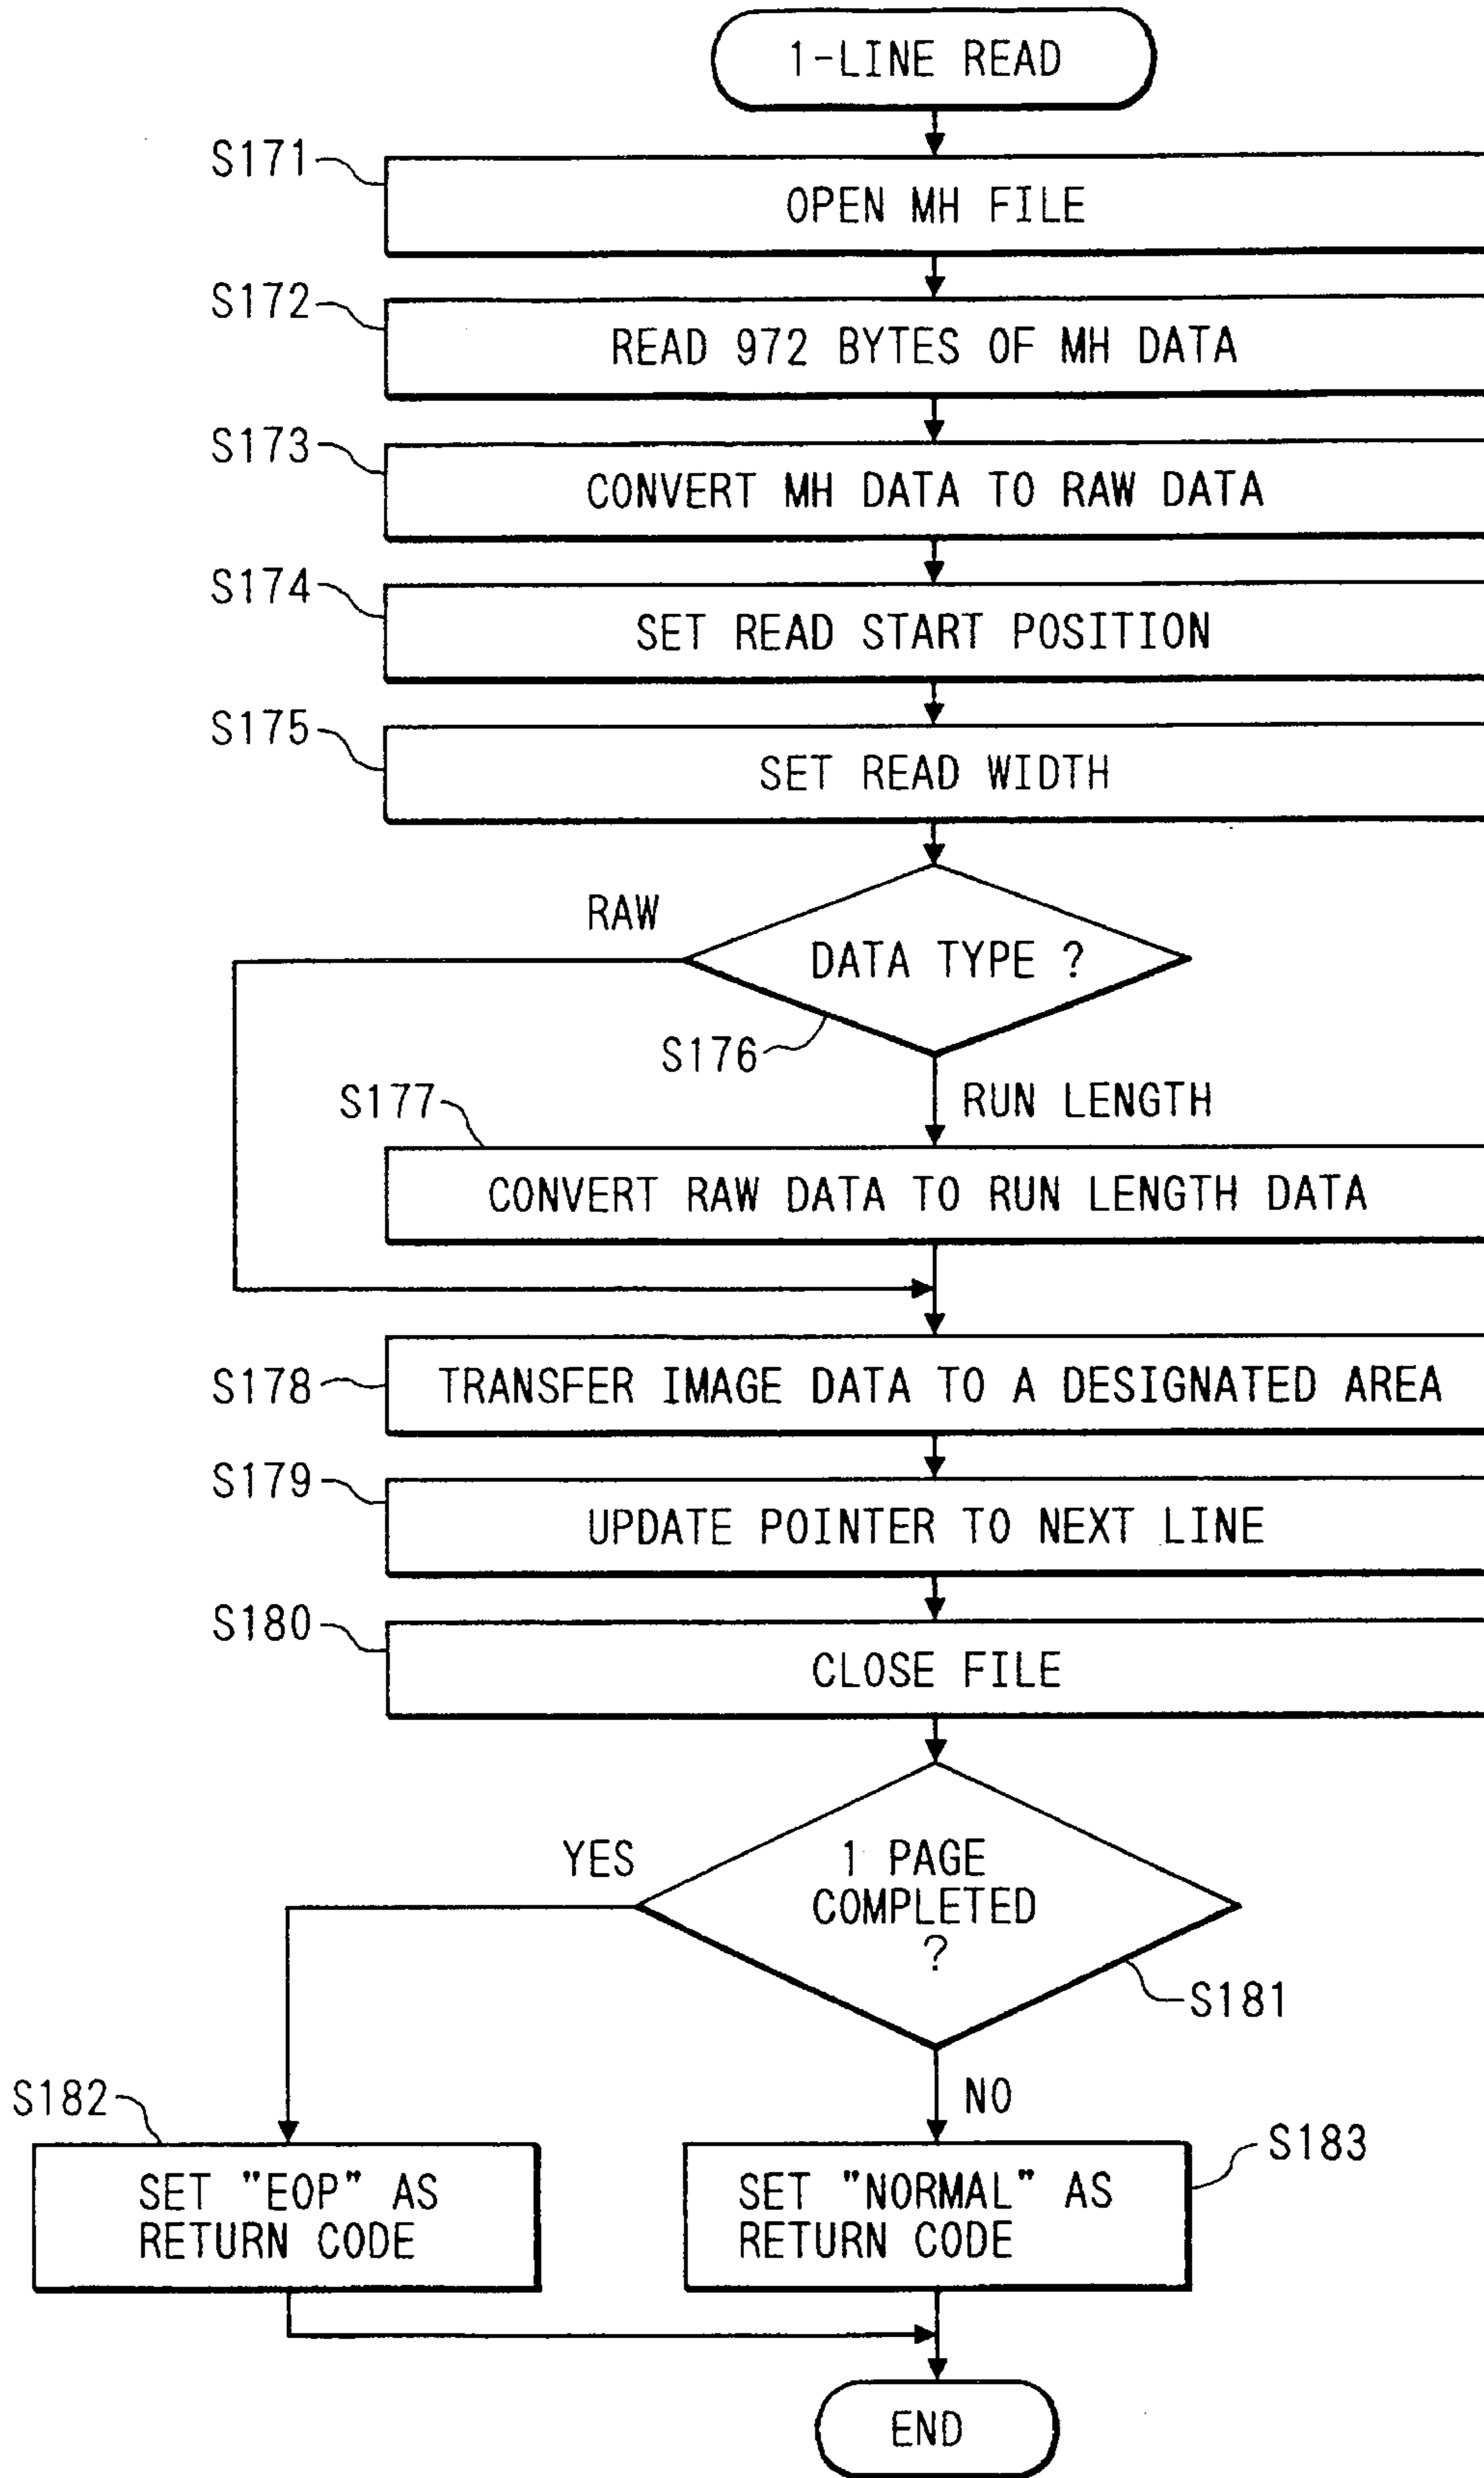 1-LINE READ
S171
OPEN MH FILE
S172
READ 972 BYTES OF MH DATA
S173
CONVERT MH DATA TO RAW DATA
S174
SET READ START POSITION
S175
SET READ WIDTH
RAW
DATA TYPE ?
S176
RUN LENGTH
S177
CONVERT RAW DATA TO RUN LENGTH DATA
S178
TRANSFER IMAGE DATA TO A DESIGNATED AREA
S179
UPDATE POINTER TO NEXT LINE
S180
CLOSE FILE
YES
1 PAGE
COMPLETED
?
S181
NO
S182
SET "EOP" AS
RETURN CODE
S183
SET "NORMAL" AS
RETURN CODE
END